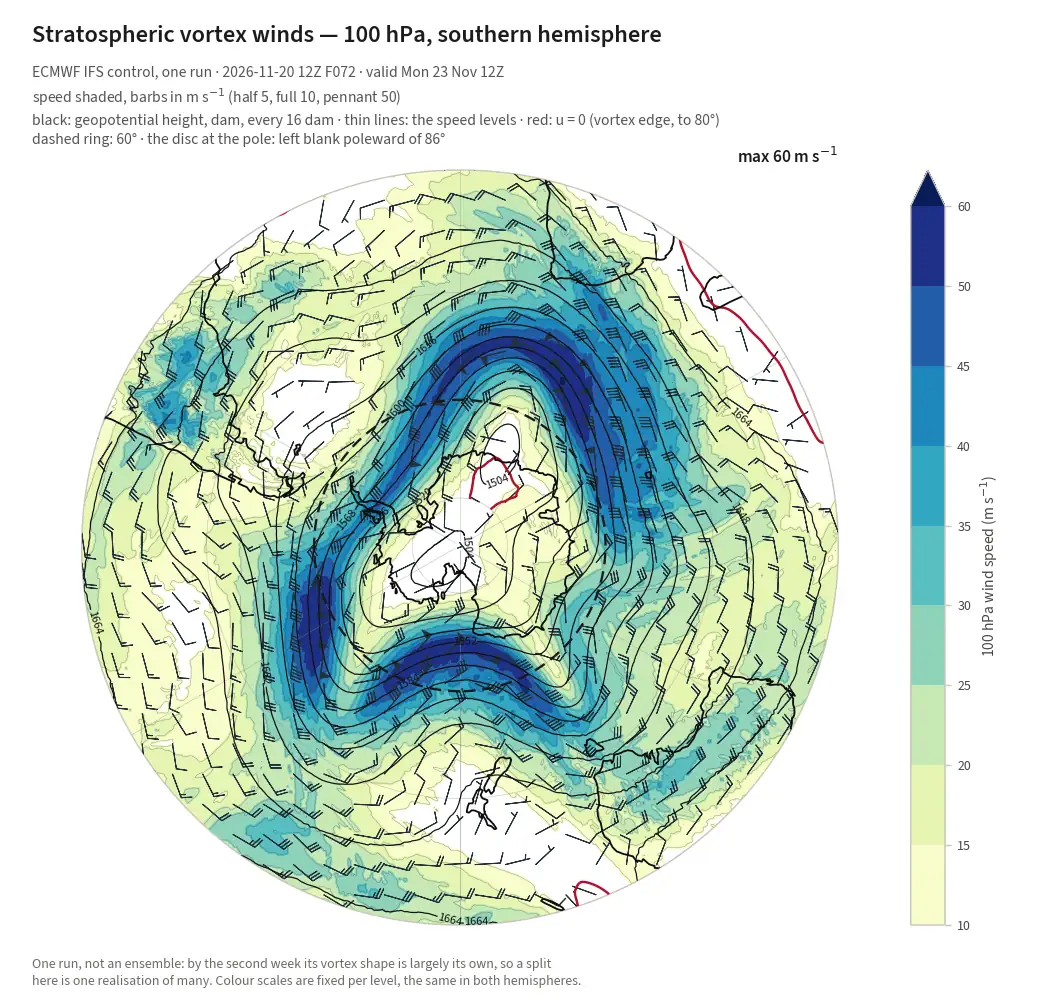 Stratospheric vortex winds — 100 hPa, southern hemisphere
ECMWF IFS control, one run · 2026-11-20 12Z F072 · valid Mon 23 Nov 12Z
speed shaded, barbs in m s⁻¹ (half 5, full 10, pennant 50)
black: geopotential height, dam, every 16 dam · thin lines: the speed levels · red: u = 0 (vortex edge, to 80°)
dashed ring: 60° · the disc at the pole: left blank poleward of 86°
max 60 m s⁻¹
60
50
45
40
35
30
25
20
15
10
100 hPa wind speed (m s⁻¹)
1664
1504
1648
1568
1664
1664
1664
One run, not an ensemble: by the second week its vortex shape is largely its own, so a split
here is one realisation of many. Colour scales are fixed per level, the same in both hemispheres.